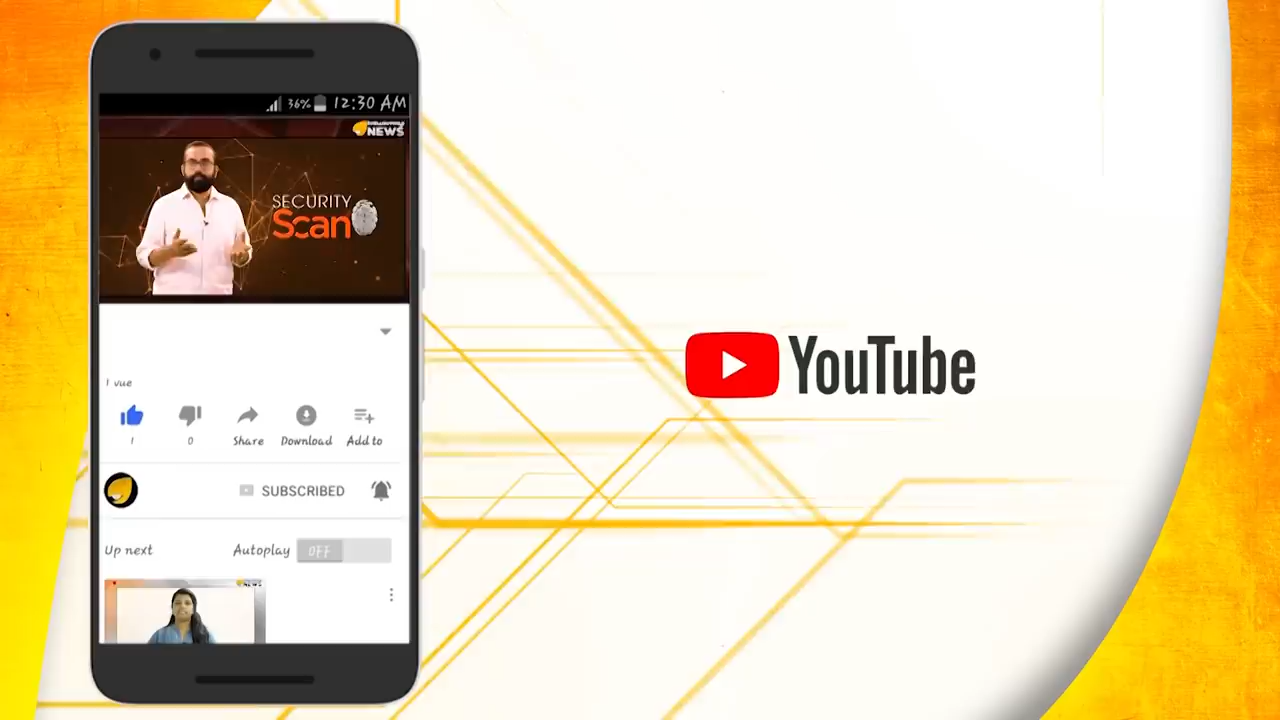 36% 12:30 AM
NEWS
SECURITY
Scan
1 vue
1
0
Share
Download
Add to
SUBSCRIBED
Up next
Autoplay
OFF
NEWS
YouTube